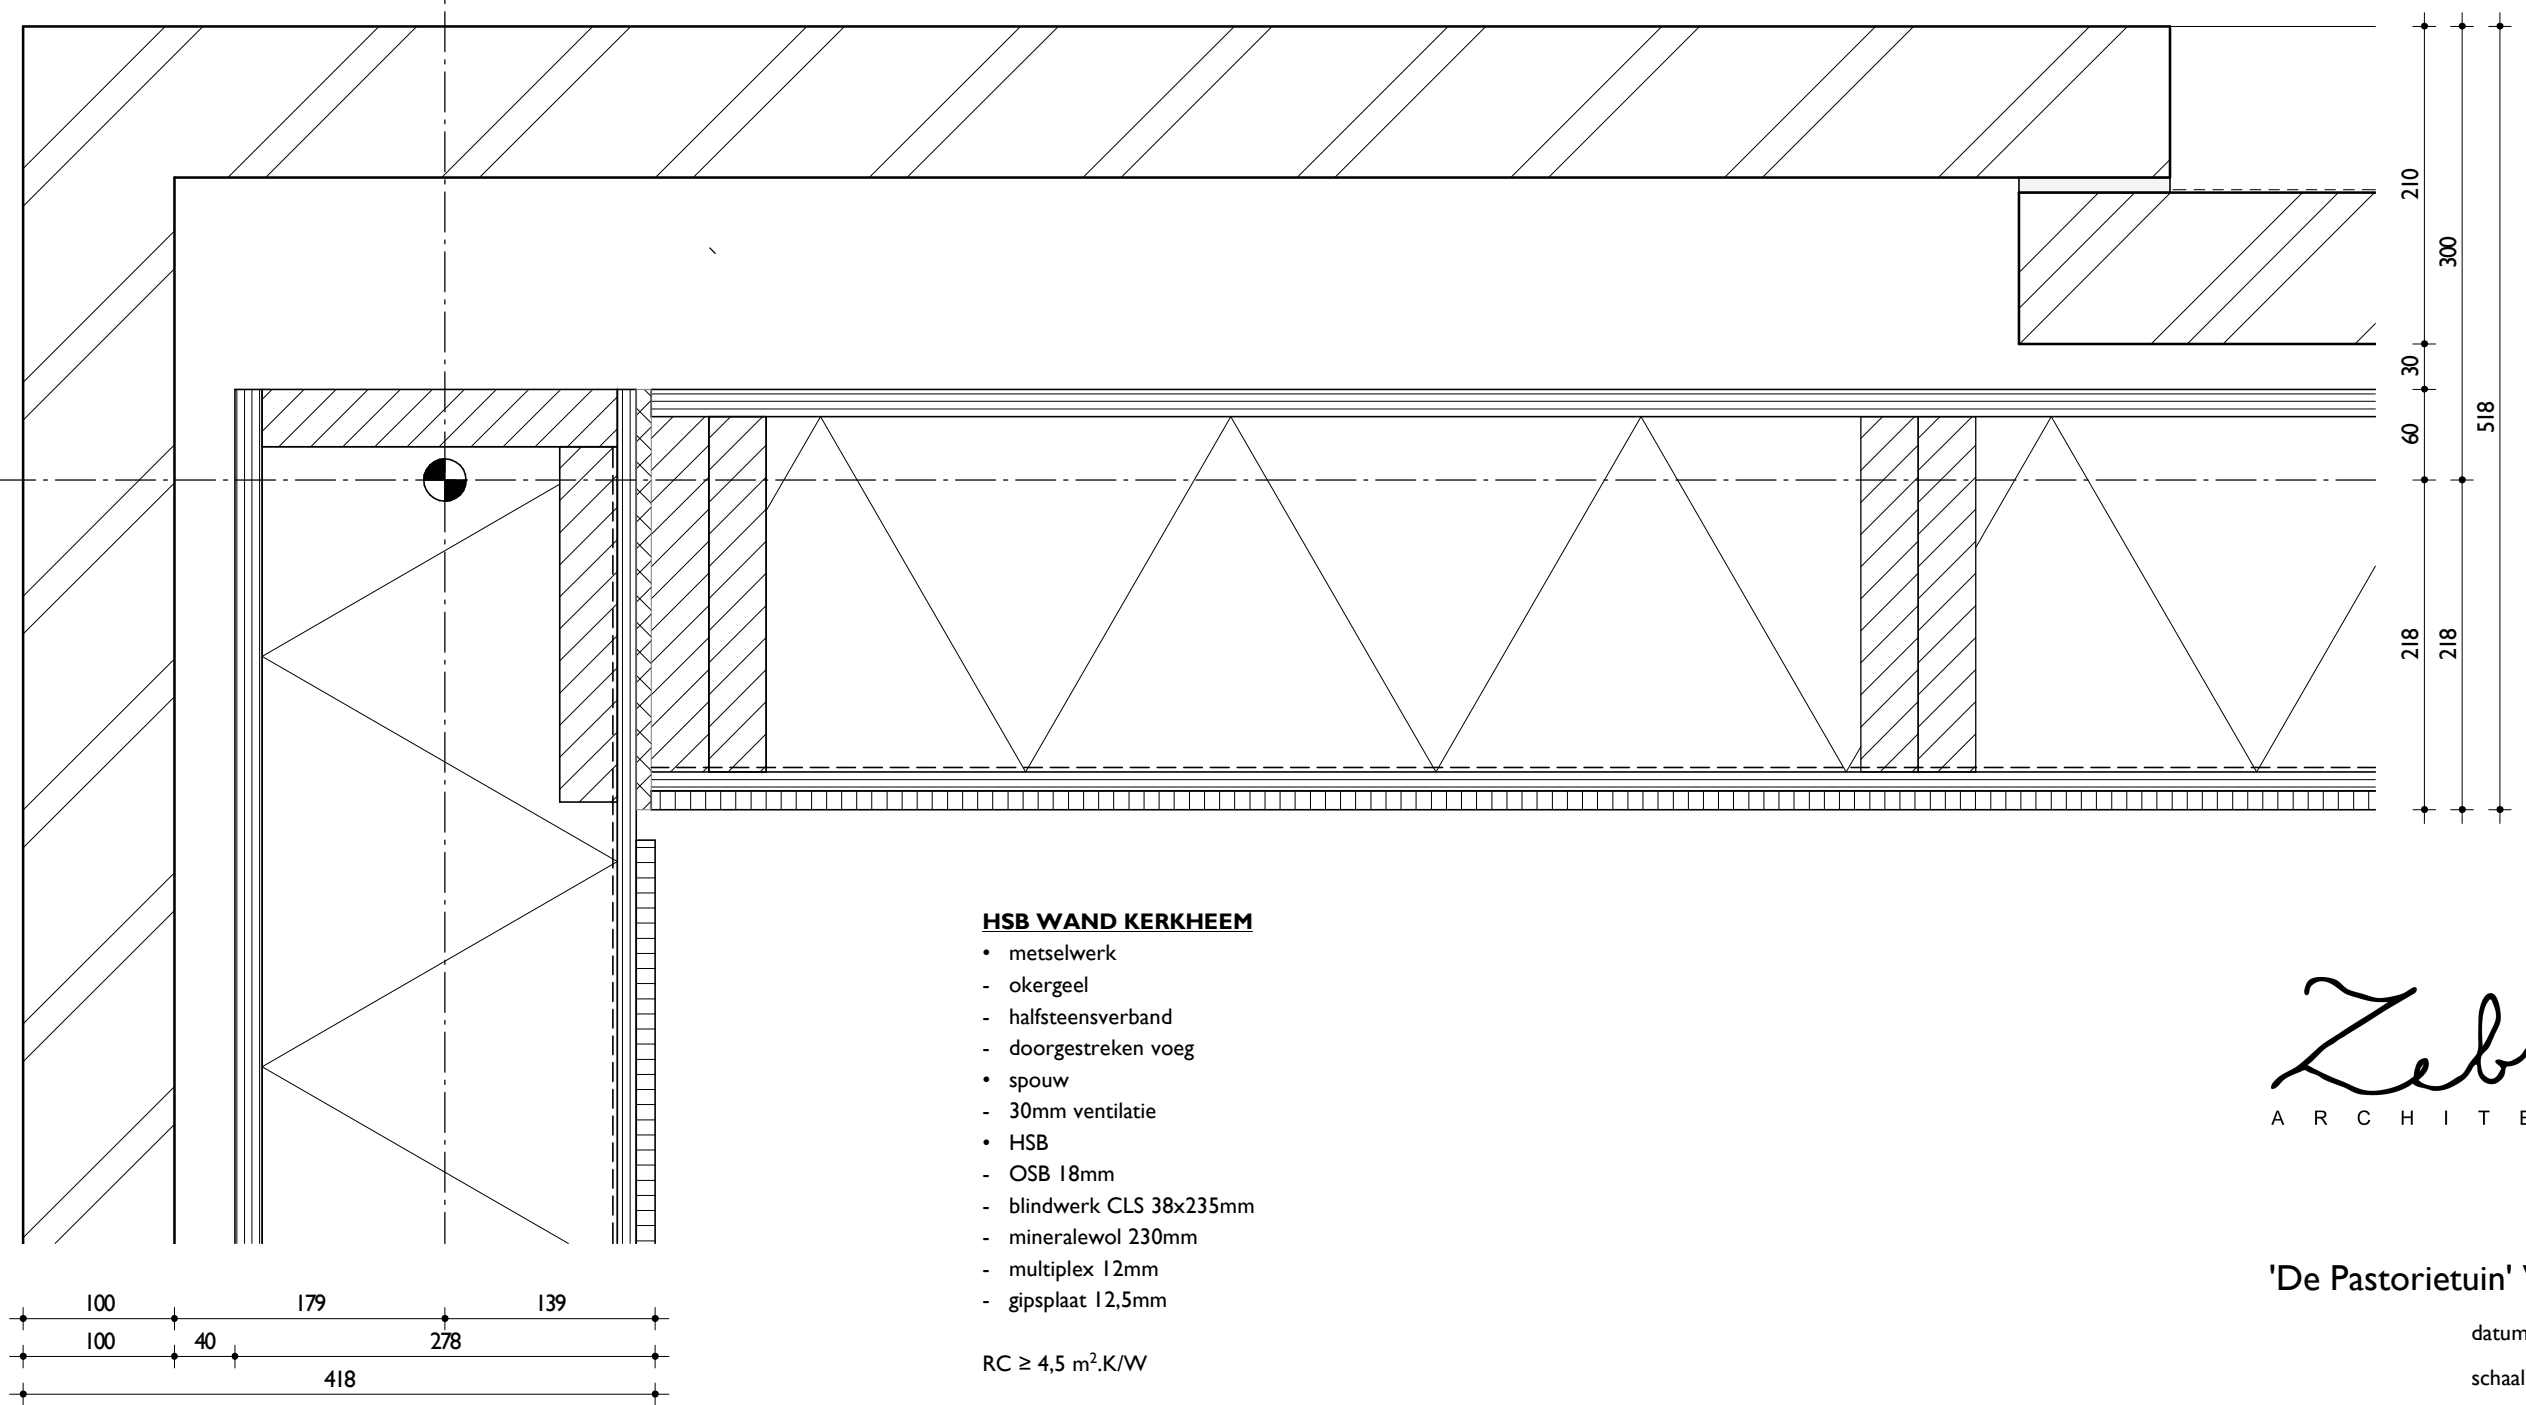 210
300
30
518
60
218
218
HSB WAND KERKHEEM
• metselwerk
- okergeel
- halfsteensverband
- doorgestreken voeg
• spouw
- 30mm ventilatie
• HSB
- OSB 18mm
- blindwerk CLS 38x235mm
- mineralewol 230mm
- multiplex 12mm
- gipsplaat 12,5mm
RC ≥ 4,5 m².K/W
Zeb
ARCHITE
'De Pastorietuin'
datum
schaal
100 179 139
100 40 278
418